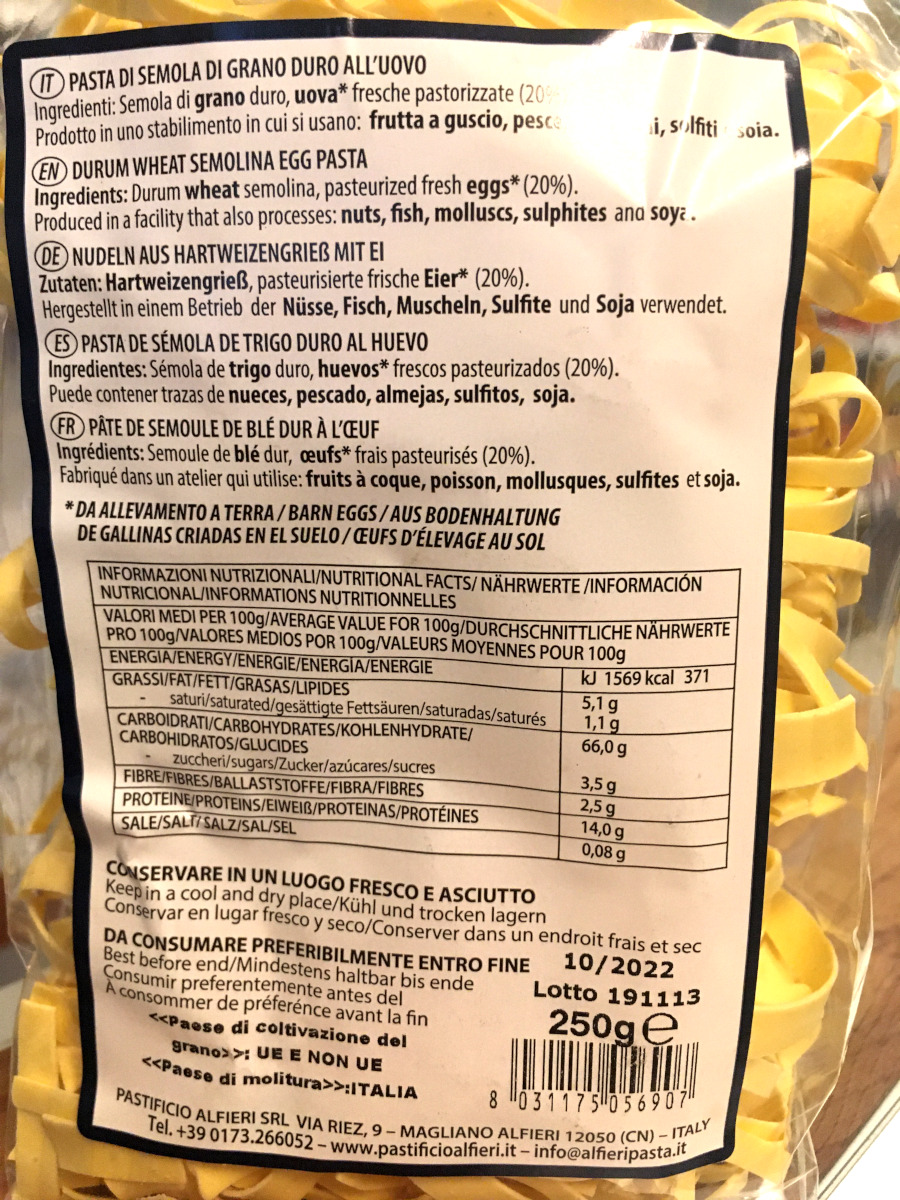 IT PASTA DI SEMOLA DI GRANO DURO ALL'UOVO
Ingredienti: Semola di grano duro, uova* fresche pastorizzate (20%
Prodotto in uno stabilimento in cui si usano: frutta a guscio, pesce solfiti soia.
EN DURUM WHEAT SEMOLINA EGG PASTA
Ingredients: Durum wheat semolina, pasteurized fresh eggs* (20%).
Produced in a facility that also processes: nuts, fish, molluscs, sulphites and soya.
DE NUDELN AUS HARTWEIZENGRIEß MIT EI
Zutaten: Hartweizengrieß, pasteurisierte frische Eier* (20%).
Hergestellt in einem Betrieb der Nüsse, Fisch, Muscheln, Sulfite und Soja verwendet.
ES PASTA DE SÉMOLA DE TRIGO DURO AL HUEVO
Ingredientes: Sémola de trigo duro, huevos* frescos pasteurizados (20%).
Puede contener trazas de nueces, pescado, almejas, sulfitos, soja.
FR PÂTE DE SEMOULE DE BLÉ DUR À L'ŒUF
Ingrédients: Semoule de blé dur, œufs* frais pasteurisés (20%).
Fabriqué dans un atelier qui utilise: fruits à coque, poisson, mollusques, sulfites et soja.
*DA ALLEVAMENTO A TERRA / BARN EGGS / AUS BODENHALTUNG
DE GALLINAS CRIADAS EN EL SUELO / ŒUFS D'ÉLEVAGE AU SOL
INFORMAZIONI NUTRIZIONALI/NUTRITIONAL FACTS/ NÄHRWERTE /INFORMACIÓN
NUTRICIONAL/INFORMATIONS NUTRITIONNELLES
VALORI MEDI PER 100g/AVERAGE VALUE FOR 100g/DURCHSCHNITTLICHE NÄHRWERTE
PRO 100g/VALORES MEDIOS POR 100g/VALEURS MOYENNES POUR 100g
ENERGIA/ENERGY/ENERGIE/ENERGÍA/ENERGIE kJ 1569 kcal 371
GRASSI/FAT/FETT/GRASAS/LIPIDES 5,1 g
- saturi/saturated/gesättigte Fettsäuren/saturadas/saturés 1,1 g
CARBOIDRATI/CARBOHYDRATES/KOHLENHYDRATE/ 66,0 g
CARBOHIDRATOS/GLUCIDES
- zuccheri/sugars/Zucker/azúcares/sucres 3,5 g
FIBRE/FIBRES/BALLASTSTOFFE/FIBRA/FIBRES 2,5 g
PROTEINE/PROTEINS/EIWEIß/PROTEINAS/PROTÉINES 14,0 g
SALE/SALT/SALZ/SAL/SEL 0,08 g
CONSERVARE IN UN LUOGO FRESCO E ASCIUTTO
Keep in a cool and dry place/Kühl und trocken lagern
Conservar en lugar fresco y seco/Conserver dans un endroit frais et sec
DA CONSUMARE PREFERIBILMENTE ENTRO FINE 10/2022
Best before end/Mindestens haltbar bis ende
Consumir preferentemente antes del
À consommer de préferénce avant la fin
Lotto 191113
250g e
<<Paese di coltivazione del
grano>>: UE E NON UE
<<Paese di molitura>>:ITALIA
8 031175 056907
PASTIFICIO ALFIERI SRL VIA RIEZ, 9 – MAGLIANO ALFIERI 12050 (CN) – ITALY
Tel. +39 0173.266052 – www.pastificioalfieri.it – info@alfieripasta.it